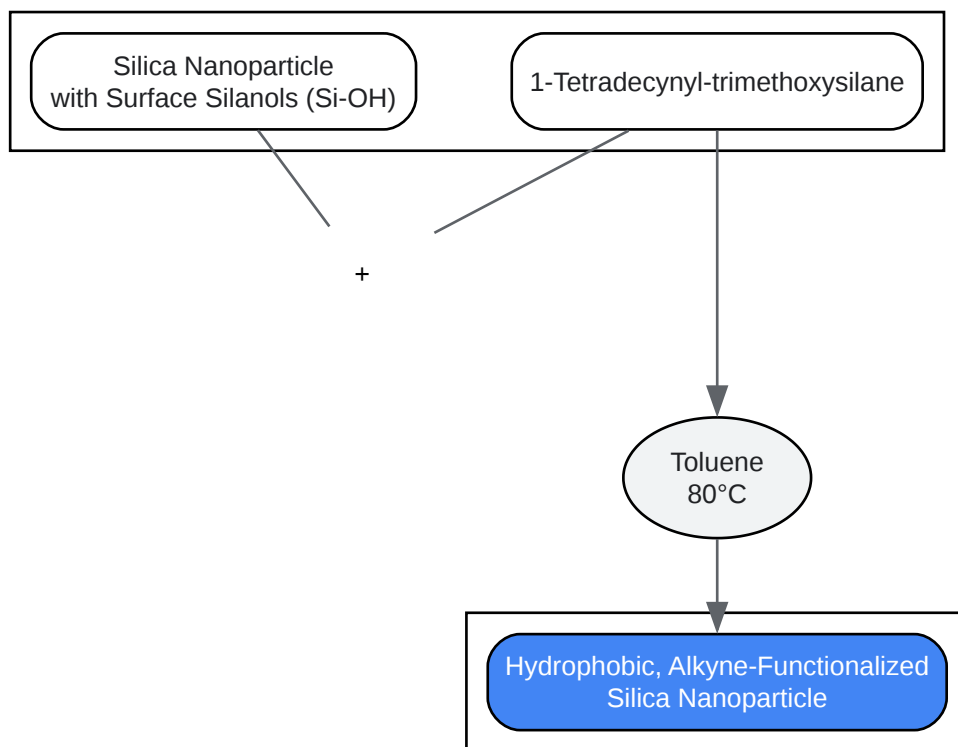 Silica Nanoparticle
with Surface Silanols (Si-OH)
1-Tetradecynyl-trimethoxysilane
+
Toluene
80°C
Hydrophobic, Alkyne-Functionalized
Silica Nanoparticle